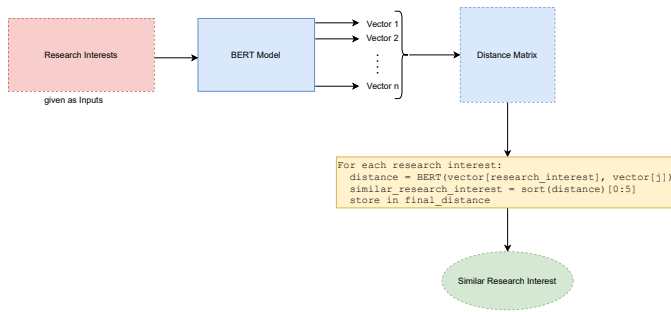 Research Interests
given as Inputs
BERT Model
Vector 1
Vector 2
Vector n
Distance Matrix
For each research interest:
distance = BERT(vector[research_interest], vector[j])
similar_research_interest = sort(distance)[0:5]
store in final_distance
Similar Research Interest